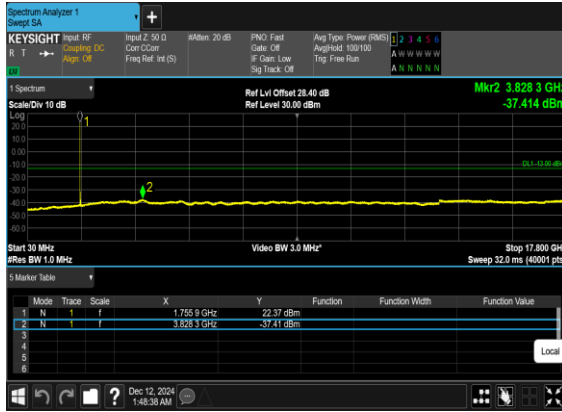 Spectrum Analyzer 1
Swept SA
+
KEYSIGHT
R T
LU
Input: RF
Coupling: DC
Align: Off
Input Z: 50 Ω
Corr CCorr
Freq Ref: Int (S)
#Atten: 20 dB
PNO: Fast
Gate: Off
IF Gain: Low
Sig Track: Off
Avg Type: Power (RMS)
Avg|Hold: 100/100
Trig: Free Run
1 2 3 4 5 6
A W W W W W
A N N N N N
1 Spectrum
Scale/Div 10 dB
Ref Lvl Offset 28.40 dB
Ref Level 30.00 dBm
Mkr2 3.828 3 GHz
-37.414 dBm
Log
20.0
10.0
0.00
-10.0
-20.0
-30.0
-40.0
-50.0
-60.0
1
2
DL1 -13.00 dBm
Start 30 MHz
#Res BW 1.0 MHz
Video BW 3.0 MHz*
Stop 17.800 GHz
Sweep 32.0 ms (40001 pts)
5 Marker Table
Mode Trace Scale X Y Function Function Width Function Value
1 N 1 f 1.755 9 GHz 22.37 dBm
2 N 1 f 3.828 3 GHz -37.41 dBm
3
4
5
6
Local
?
Dec 12, 2024
1:48:38 AM